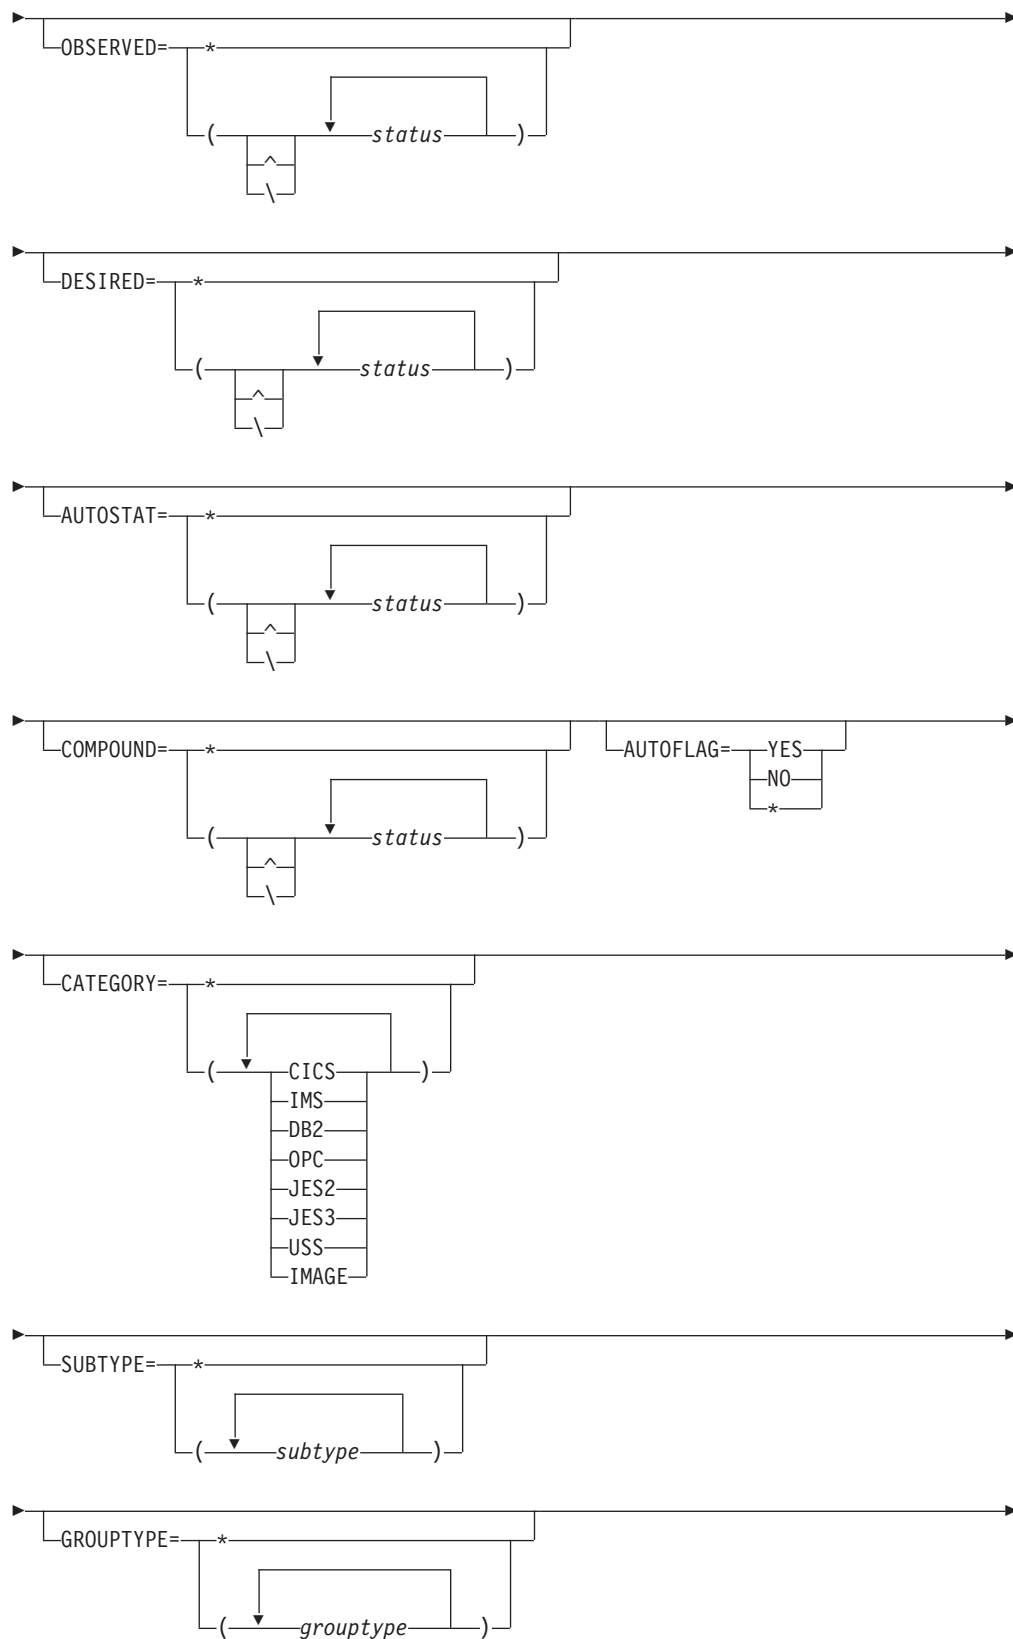 OBSERVED= *
( status )
^
\
DESIRED= *
( status )
^
\
AUTOSTAT= *
( status )
^
\
COMPOUND= * AUTOFLAG= YES
NO
*
( status )
^
\
CATEGORY= *
( CICS )
IMS
DB2
OPC
JES2
JES3
USS
IMAGE
SUBTYPE= *
( subtype )
GROUPTYPE= *
( grouptype )